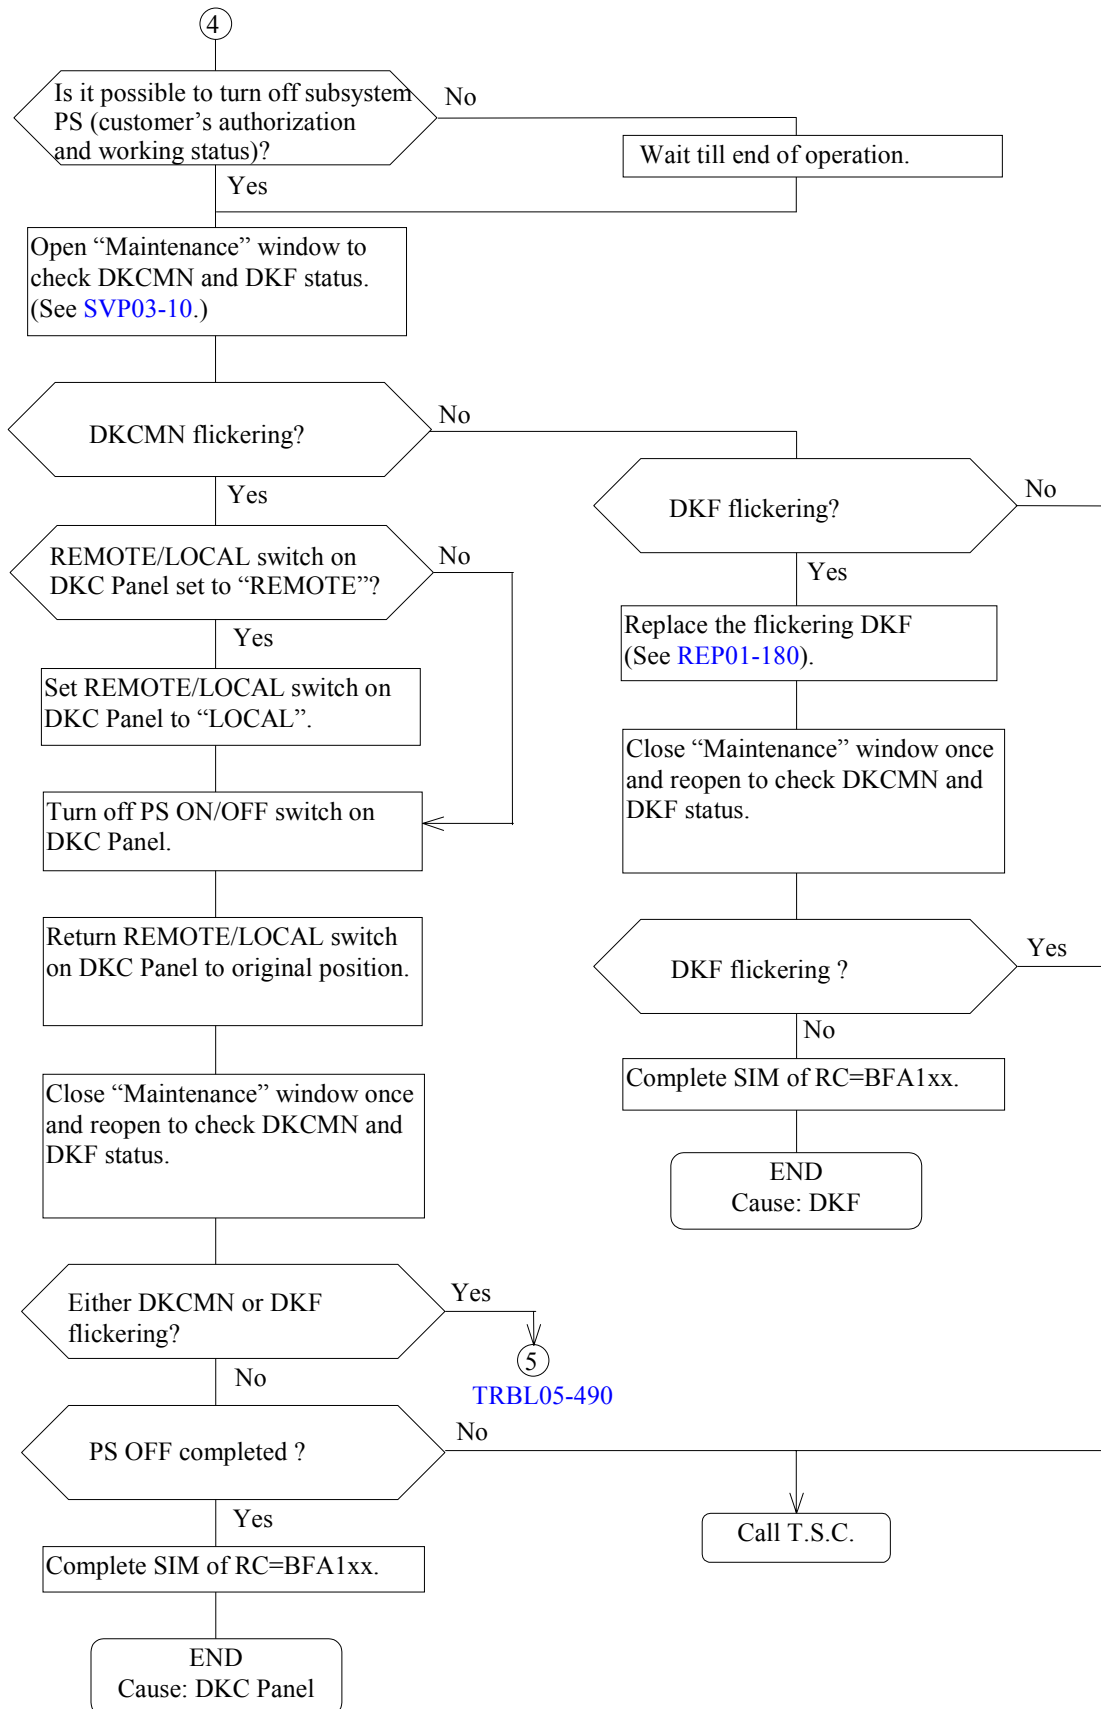 4
Is it possible to turn off subsystem
PS (customer's authorization
and working status)?
No
Wait till end of operation.
Yes
Open “Maintenance” window to
check DKCMN and DKF status.
(See SVP03-10.)
DKCMN flickering?
No
Yes
DKF flickering?
No
Yes
REMOTE/LOCAL switch on
DKC Panel set to “REMOTE”?
No
Yes
Replace the flickering DKF
(See REP01-180).
Set REMOTE/LOCAL switch on
DKC Panel to “LOCAL”.
Close “Maintenance” window once
and reopen to check DKCMN and
DKF status.
Turn off PS ON/OFF switch on
DKC Panel.
Return REMOTE/LOCAL switch
on DKC Panel to original position.
DKF flickering ?
Yes
No
Complete SIM of RC=BFA1xx.
Close “Maintenance” window once
and reopen to check DKCMN and
DKF status.
END
Cause: DKF
Either DKCMN or DKF
flickering?
Yes
5
TRBL05-490
No
PS OFF completed ?
No
Yes
Call T.S.C.
Complete SIM of RC=BFA1xx.
END
Cause: DKC Panel